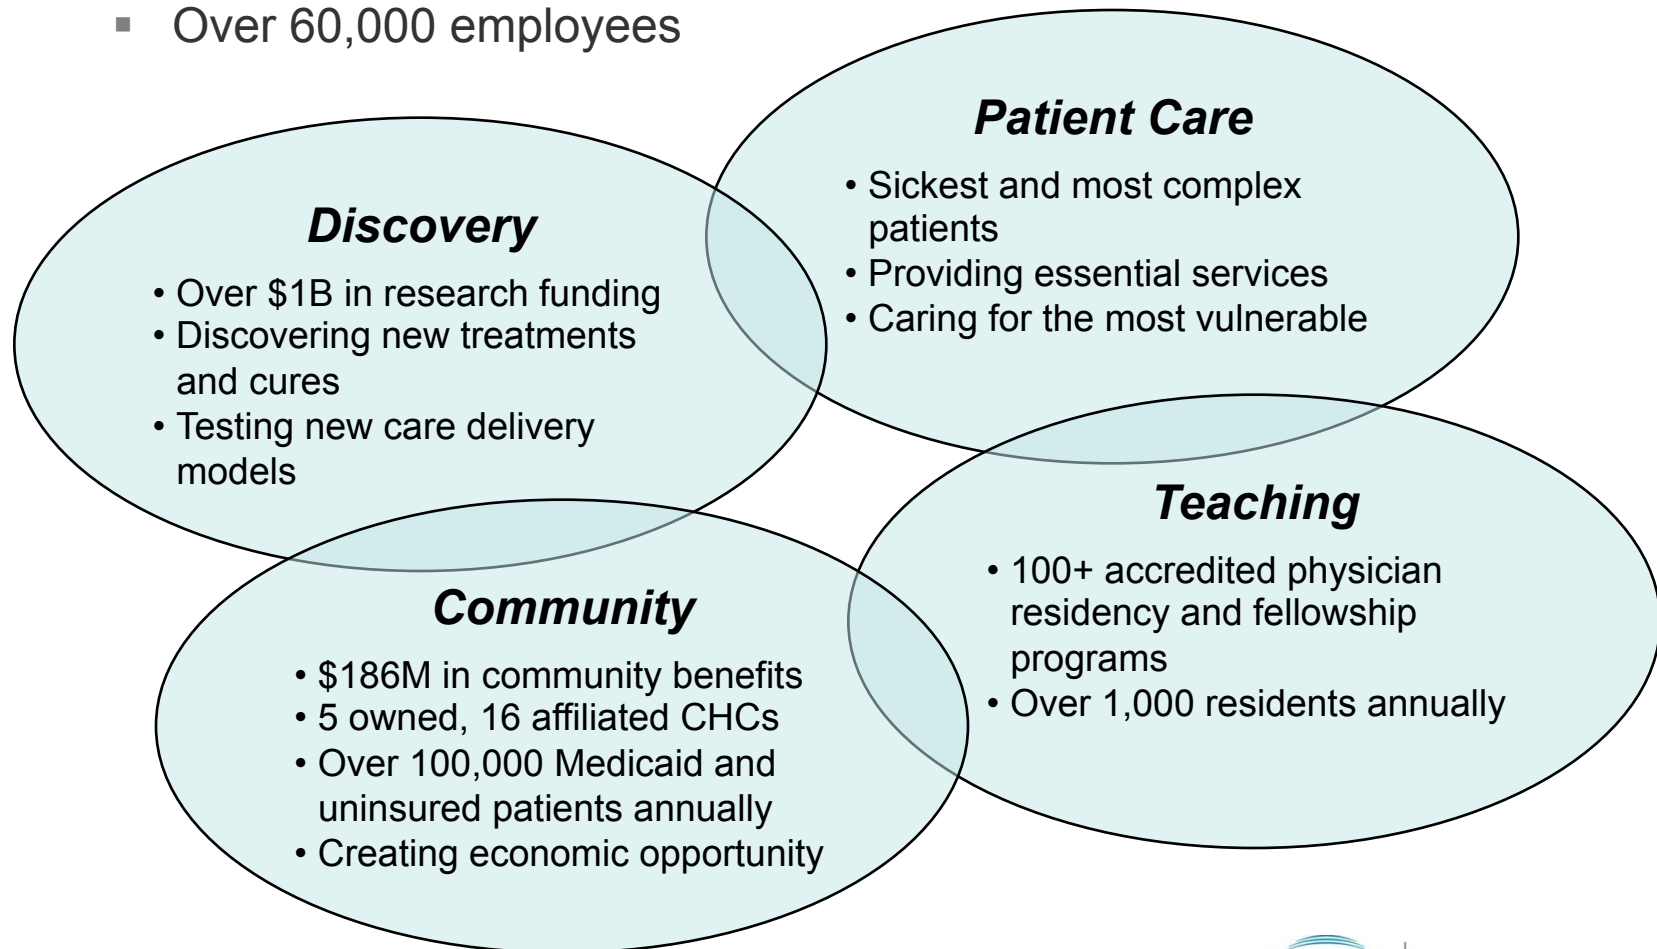 ▪ Over 60,000 employees
Patient Care
• Sickest and most complex
patients
• Providing essential services
• Caring for the most vulnerable
Discovery
• Over $1B in research funding
• Discovering new treatments
and cures
• Testing new care delivery
models
Teaching
• 100+ accredited physician
residency and fellowship
programs
• Over 1,000 residents annually
Community
• $186M in community benefits
• 5 owned, 16 affiliated CHCs
• Over 100,000 Medicaid and
uninsured patients annually
• Creating economic opportunity